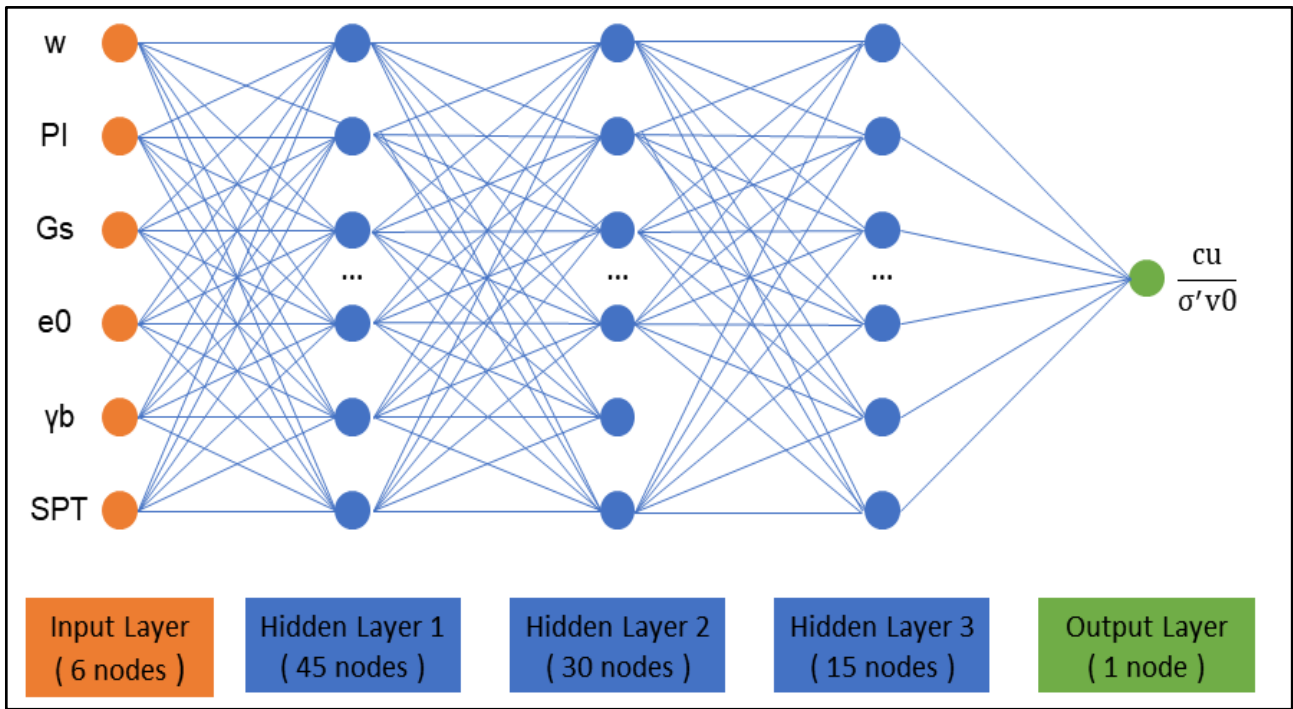 w
PI
Gs
e0
γb
SPT
...
...
...
cu
σ′v0
Input Layer
( 6 nodes )
Hidden Layer 1
( 45 nodes )
Hidden Layer 2
( 30 nodes )
Hidden Layer 3
( 15 nodes )
Output Layer
( 1 node )